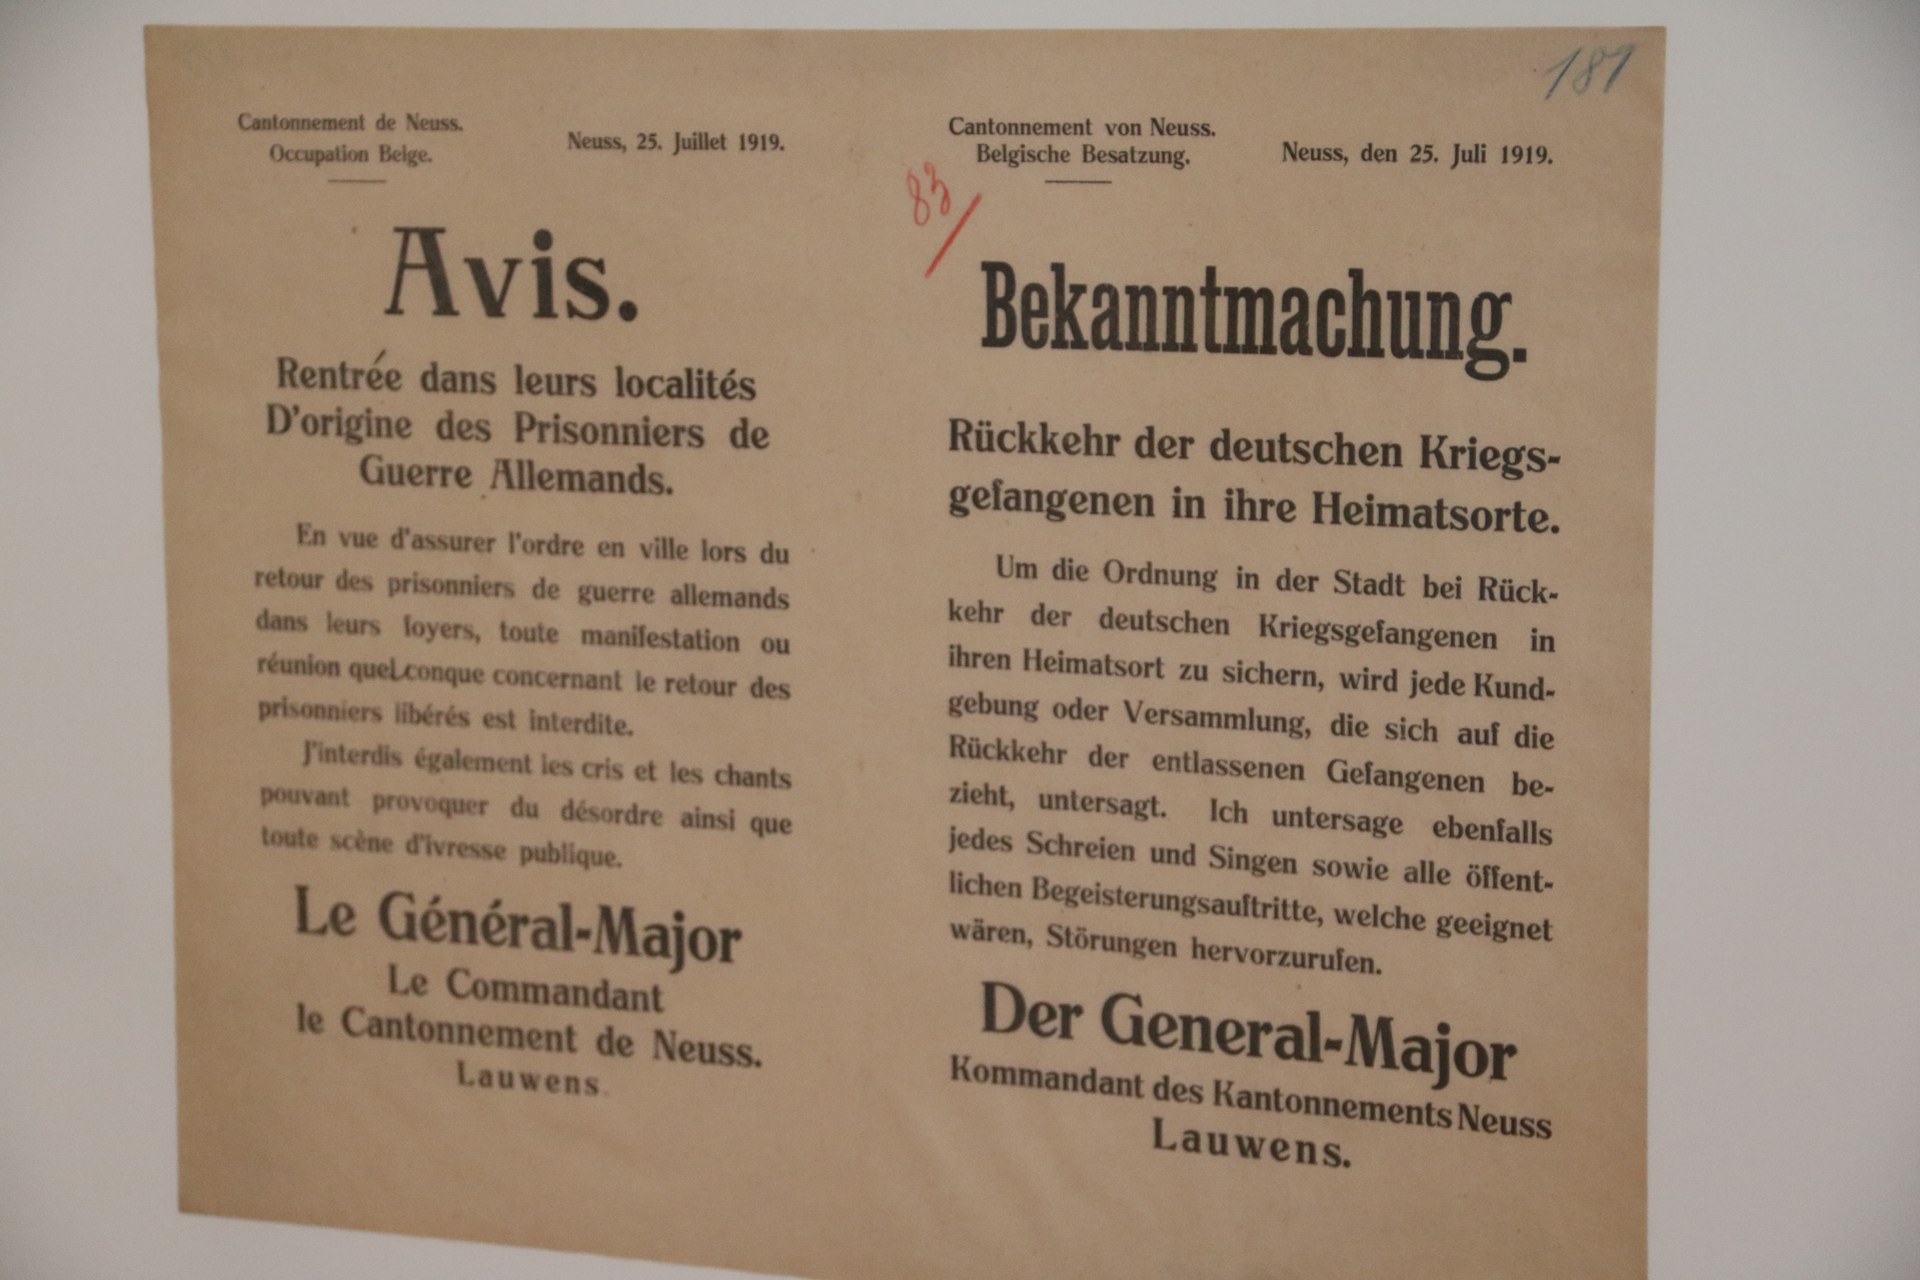 187
Cantonnement de Neuss.
Occupation Belge.
Neuss, 25. Juillet 1919.
Avis.
Rentrée dans leurs localités
D'origine des Prisonniers de
Guerre Allemands.
En vue d'assurer l'ordre en ville lors du
retour des prisonniers de guerre allemands
dans leurs foyers, toute manifestation ou
réunion quelconque concernant le retour des
prisonniers libérés est interdite.
J'interdis également les cris et les chants
pouvant provoquer du désordre ainsi que
toute scène d'ivresse publique.
Le Général-Major
Le Commandant
le Cantonnement de Neuss.
Lauwens.
Cantonnement von Neuss.
Belgische Besatzung.
Neuss, den 25. Juli 1919.
83
Bekanntmachung.
Rückkehr der deutschen Kriegs-
gefangenen in ihre Heimatsorte.
Um die Ordnung in der Stadt bei Rück-
kehr der deutschen Kriegsgefangenen in
ihren Heimatsort zu sichern, wird jede Kund-
gebung oder Versammlung, die sich auf die
Rückkehr der entlassenen Gefangenen be-
zieht, untersagt. Ich untersage ebenfalls
jedes Schreien und Singen sowie alle öffent-
lichen Begeisterungsauftritte, welche geeignet
wären, Störungen hervorzurufen.
Der General-Major
Kommandant des Kantonnements Neuss
Lauwens.